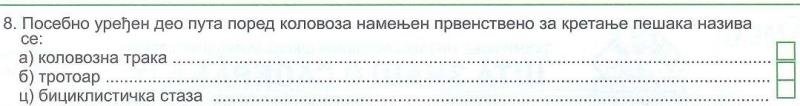 8. Посебно уређен део пута поред коловоза намењен првенствено за кретање пешака назива
се:
а) коловозна трака ........................................................................................................
б) тротоар ........................................................................................................
ц) бициклистичка стаза ........................................................................................................